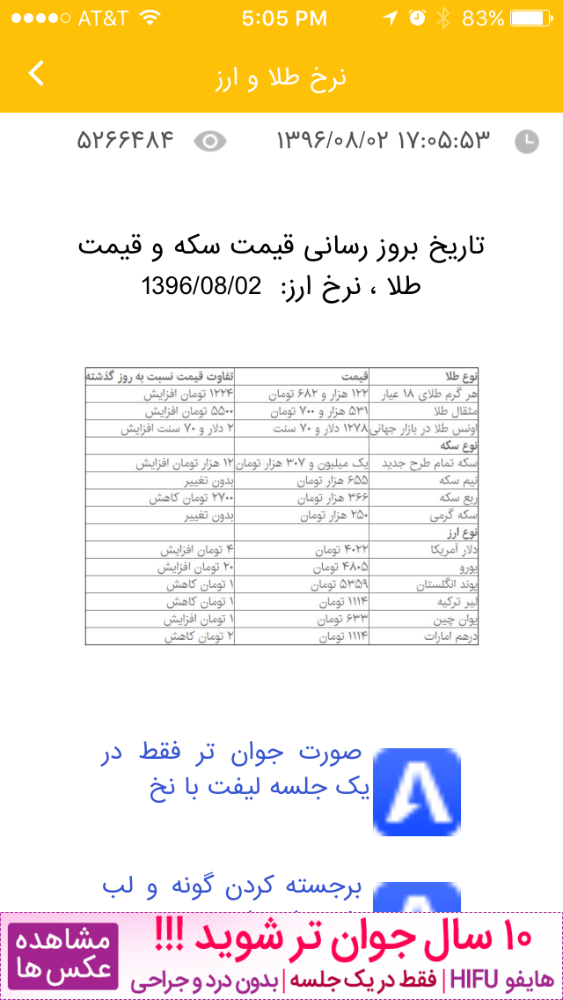 AT&T 5:05 PM 83%
نرخ طلا و ارز
۱۳۹۶/۰۸/۰۲ ۱۷:۰۵:۵۳ ۵۲۶۶۴۸۴
تاریخ بروز رسانی قیمت سکه و قیمت
طلا ، نرخ ارز: 1396/08/02
نوع طلا قیمت تفاوت قیمت نسبت به روز گذشته
هر گرم طلای ۱۸ عیار ۱۲۲ هزار و ۶۸۲ تومان ۱۲۲۴ تومان افزایش
مثقال طلا ۵۳۱ هزار و ۷۰۰ تومان ۵۵۰۰ تومان افزایش
اونس طلا در بازار جهانی ۱۲۷۸ دلار و ۷۰ سنت ۲ دلار و ۷۰ سنت افزایش
نوع سکه
سکه تمام طرح جدید یک میلیون و ۳۰۷ هزار تومان ۱۲ هزار تومان افزایش
نیم سکه ۶۵۵ هزار تومان بدون تغییر
ربع سکه ۳۶۶ هزار تومان ۲۷۰۰ تومان کاهش
سکه گرمی ۲۵۰ هزار تومان بدون تغییر
نوع ارز
دلار آمریکا ۴۰۲۲ تومان ۴ تومان افزایش
یورو ۴۸۰۵ تومان ۲۰ تومان افزایش
پوند انگلستان ۵۳۵۹ تومان ۱ تومان کاهش
لیر ترکیه ۱۱۱۴ تومان ۱ تومان کاهش
یوان چین ۶۳۳ تومان ۱ تومان افزایش
درهم امارات ۱۱۱۴ تومان ۲ تومان کاهش
صورت جوان تر فقط در
یک جلسه لیفت با نخ
برجسته کردن گونه و لب
۱۰ سال جوان تر شوید !!!
هایفو HIFU | فقط در یک جلسه | بدون درد و جراحی
مشاهده
عکس ها